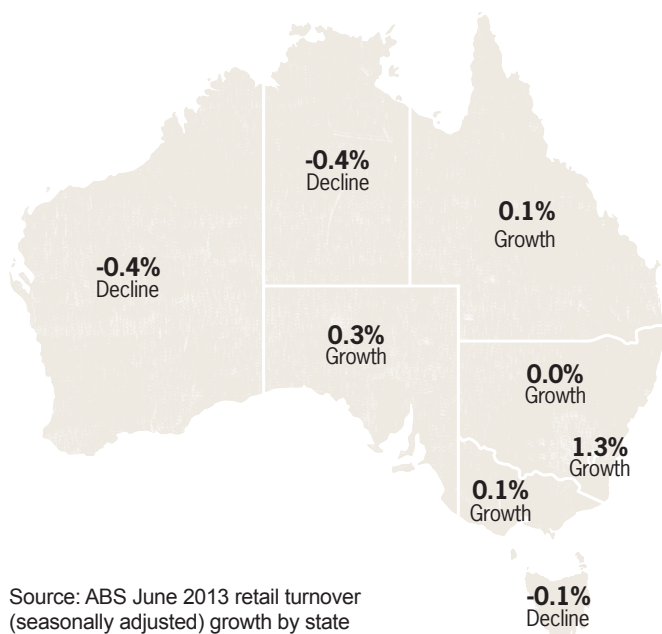 -0.4%
Decline
0.1%
Growth
-0.4%
Decline
0.3%
Growth
0.0%
Growth
1.3%
Growth
0.1%
Growth
-0.1%
Decline
Source: ABS June 2013 retail turnover
(seasonally adjusted) growth by state